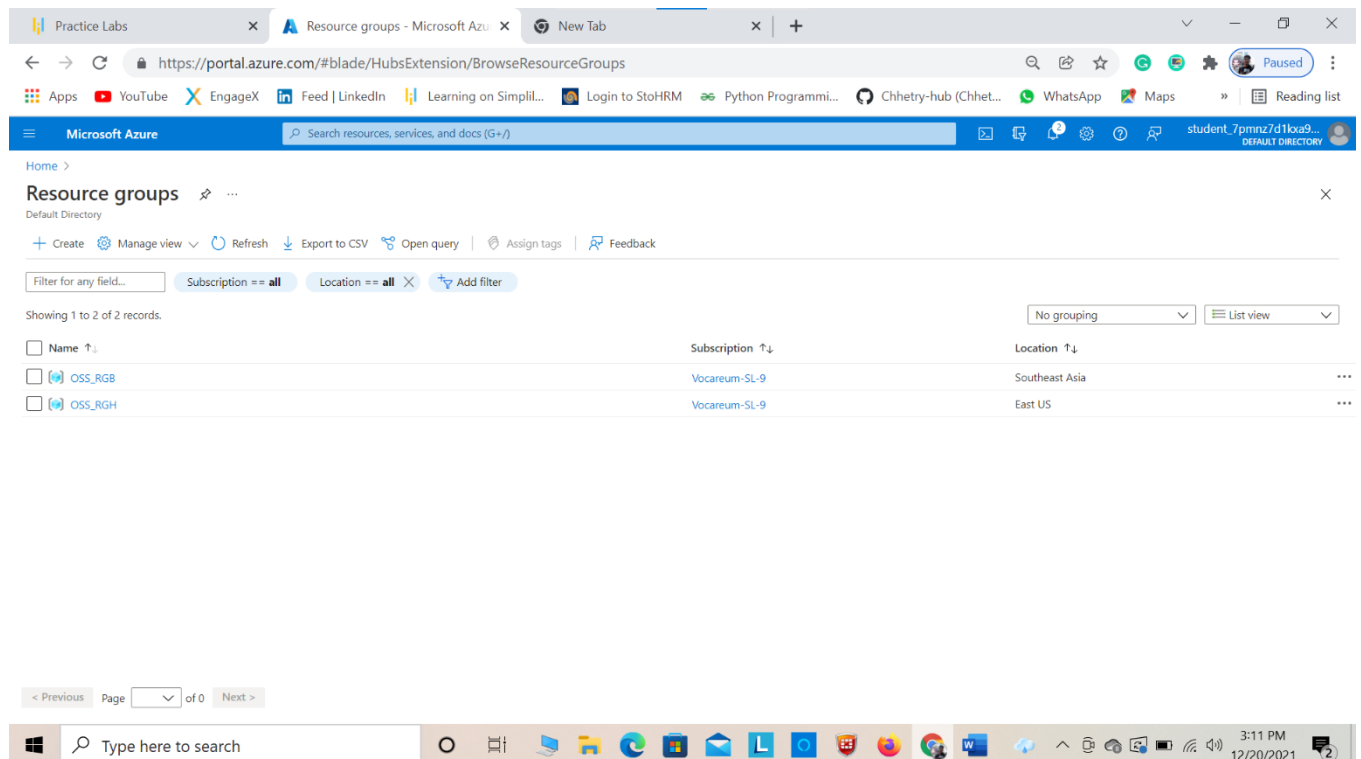 Practice Labs
Resource groups - Microsoft Azu
New Tab
https://portal.azure.com/#blade/HubsExtension/BrowseResourceGroups
Paused
Apps YouTube EngageX Feed | LinkedIn Learning on Simplil... Login to StoHRM Python Programmi... Chhetry-hub (Chhet... WhatsApp Maps » Reading list
Microsoft Azure
Search resources, services, and docs (G+/)
2
student_7pmnz7d1kxa9...
DEFAULT DIRECTORY
Home >
Resource groups ...
Default Directory
+ Create Manage view Refresh Export to CSV Open query Assign tags Feedback
Filter for any field... Subscription == all Location == all Add filter
Showing 1 to 2 of 2 records.
No grouping List view
Name ↑↓ Subscription ↑↓ Location ↑↓
OSS_RGB Vocareum-SL-9 Southeast Asia ...
OSS_RGH Vocareum-SL-9 East US ...
< Previous Page of 0 Next >
Type here to search
3:11 PM
12/20/2021
2